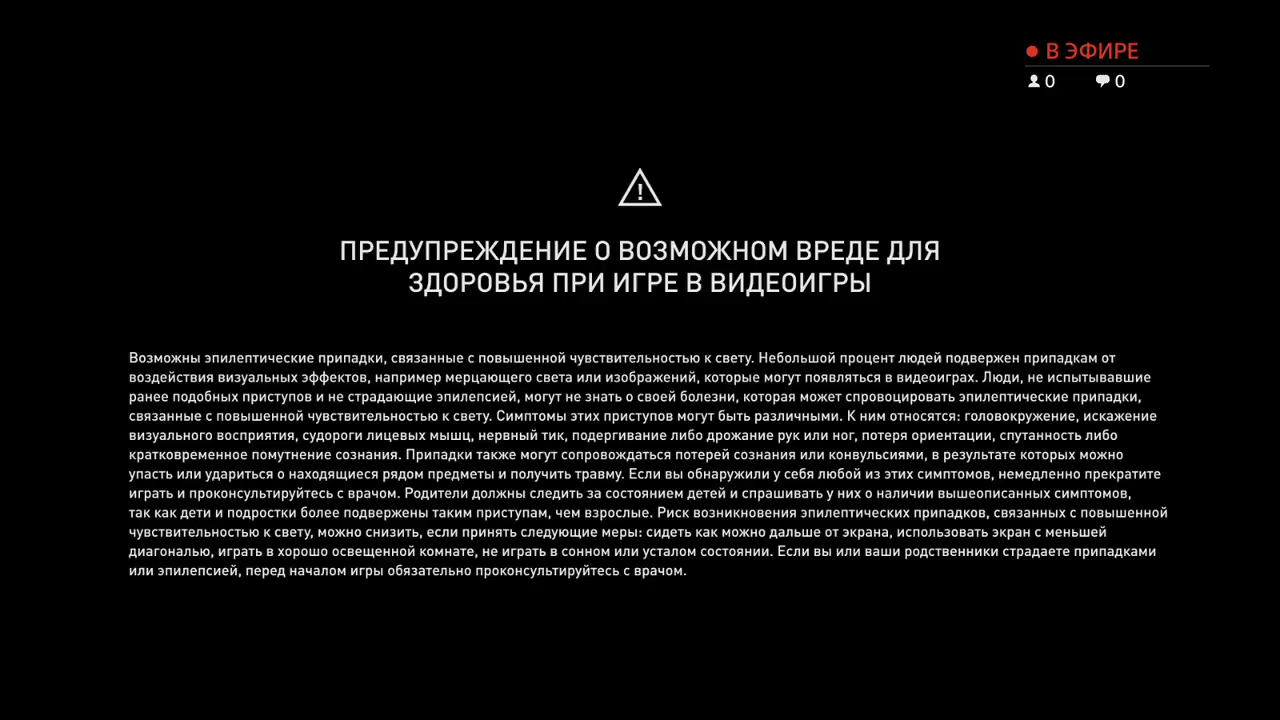 В ЭФИРЕ
0 0
ПРЕДУПРЕЖДЕНИЕ О ВОЗМОЖНОМ ВРЕДЕ ДЛЯ
ЗДОРОВЬЯ ПРИ ИГРЕ В ВИДЕОИГРЫ
Возможны эпилептические припадки, связанные с повышенной чувствительностью к свету. Небольшой процент людей подвержен припадкам от
воздействия визуальных эффектов, например мерцающего света или изображений, которые могут появляться в видеоиграх. Люди, не испытывавшие
ранее подобных приступов и не страдающие эпилепсией, могут не знать о своей болезни, которая может спровоцировать эпилептические припадки,
связанные с повышенной чувствительностью к свету. Симптомы этих приступов могут быть различными. К ним относятся: головокружение, искажение
визуального восприятия, судороги лицевых мышц, нервный тик, подергивание либо дрожание рук или ног, потеря ориентации, спутанность либо
кратковременное помутнение сознания. Припадки также могут сопровождаться потерей сознания или конвульсиями, в результате которых можно
упасть или удариться о находящиеся рядом предметы и получить травму. Если вы обнаружили у себя любой из этих симптомов, немедленно прекратите
играть и проконсультируйтесь с врачом. Родители должны следить за состоянием детей и спрашивать у них о наличии вышеописанных симптомов,
так как дети и подростки более подвержены таким приступам, чем взрослые. Риск возникновения эпилептических припадков, связанных с повышенной
чувствительностью к свету, можно снизить, если принять следующие меры: сидеть как можно дальше от экрана, использовать экран с меньшей
диагональю, играть в хорошо освещенной комнате, не играть в сонном или усталом состоянии. Если вы или ваши родственники страдаете припадками
или эпилепсией, перед началом игры обязательно проконсультируйтесь с врачом.